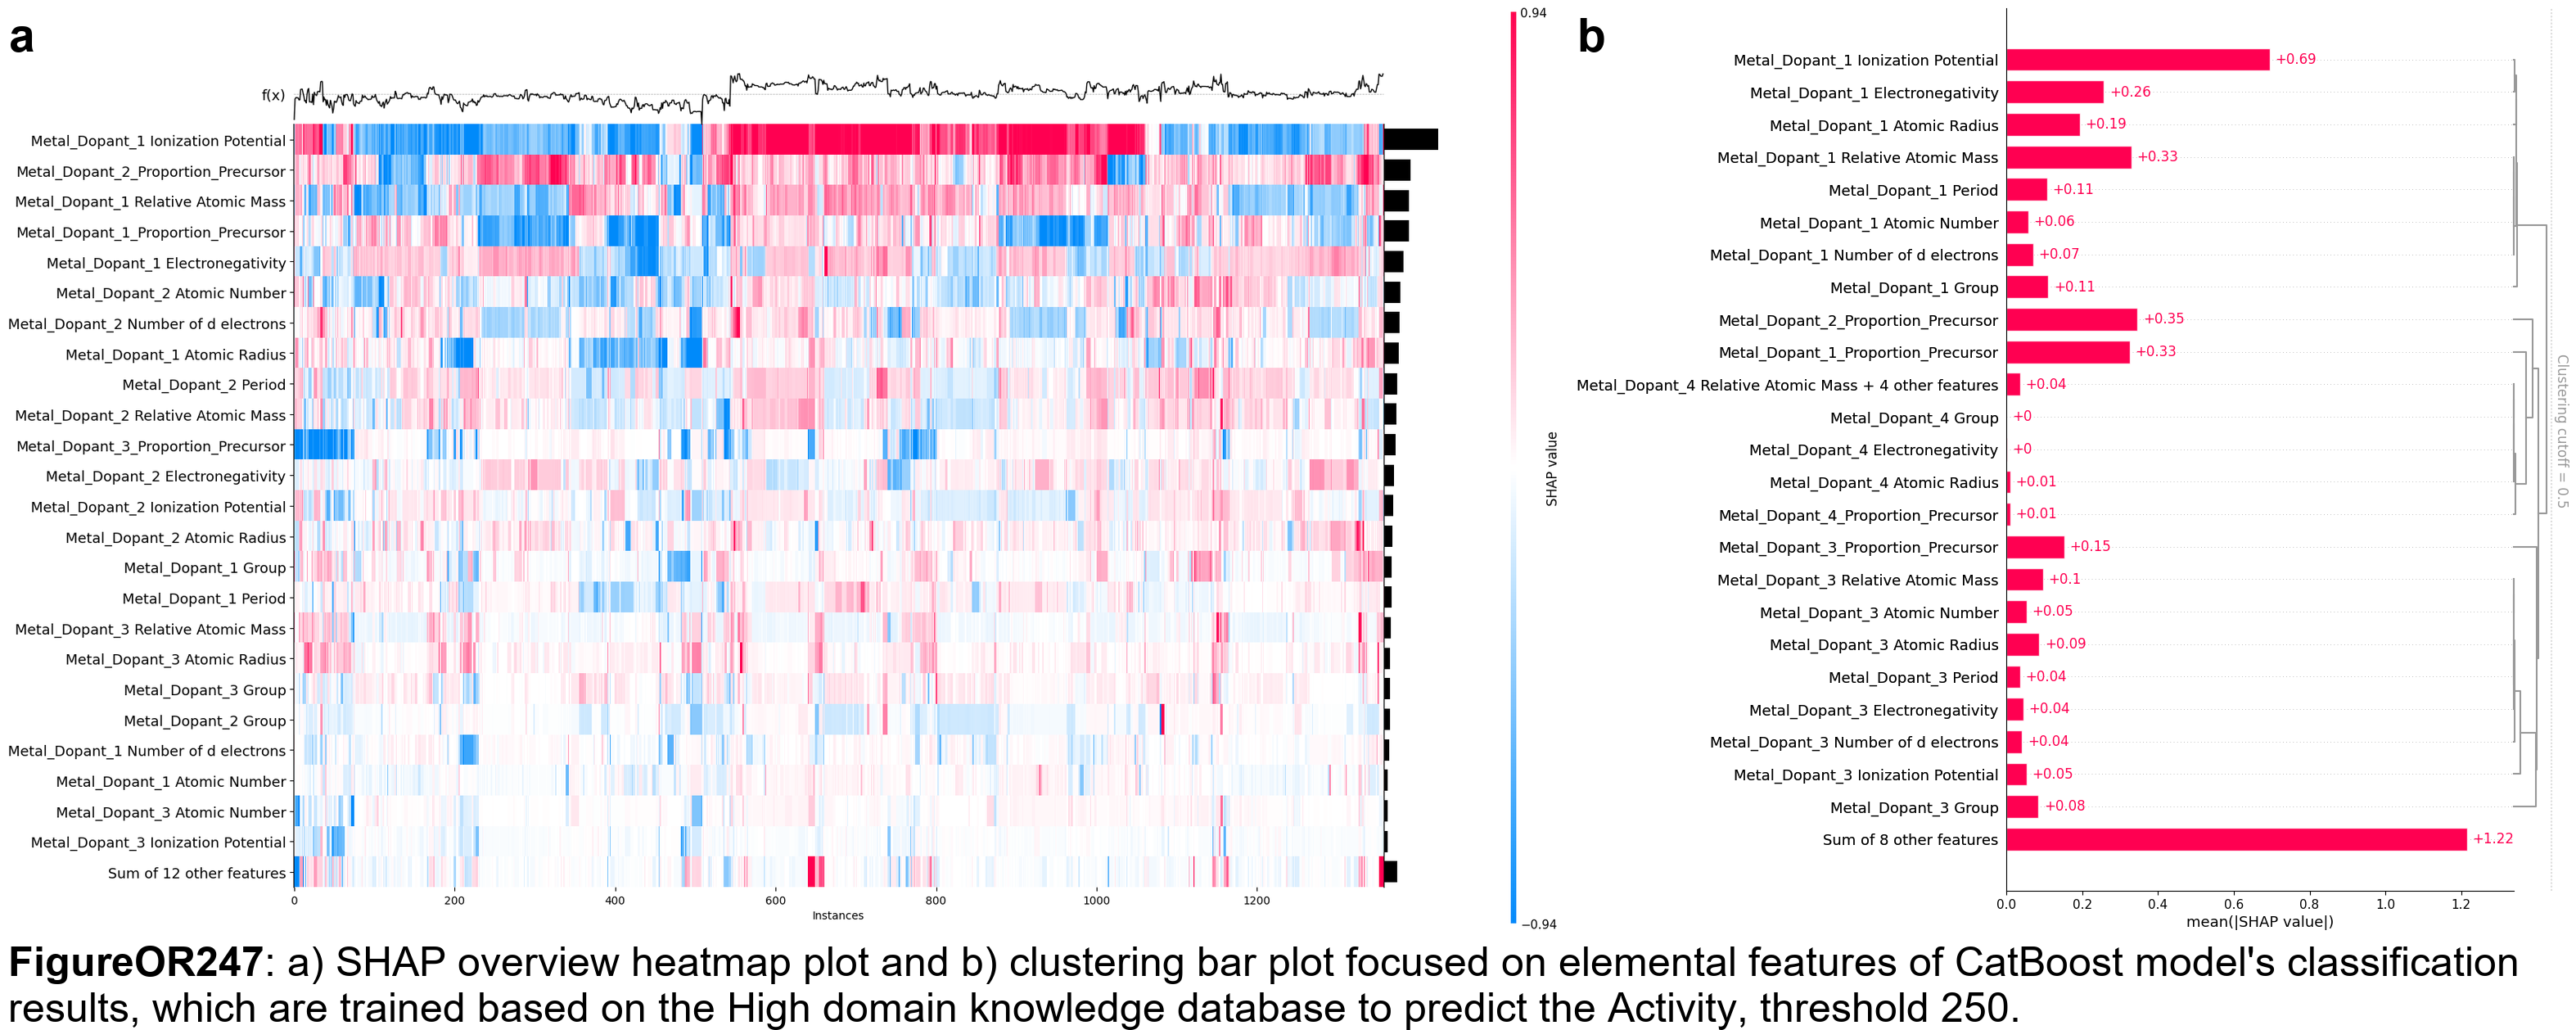 a
f(x)
Metal_Dopant_1 Ionization Potential
Metal_Dopant_2_Proportion_Precursor
Metal_Dopant_1 Relative Atomic Mass
Metal_Dopant_1_Proportion_Precursor
Metal_Dopant_1 Electronegativity
Metal_Dopant_2 Atomic Number
Metal_Dopant_2 Number of d electrons
Metal_Dopant_1 Atomic Radius
Metal_Dopant_2 Period
Metal_Dopant_2 Relative Atomic Mass
Metal_Dopant_3_Proportion_Precursor
Metal_Dopant_2 Electronegativity
Metal_Dopant_2 Ionization Potential
Metal_Dopant_2 Atomic Radius
Metal_Dopant_1 Group
Metal_Dopant_1 Period
Metal_Dopant_3 Relative Atomic Mass
Metal_Dopant_3 Atomic Radius
Metal_Dopant_3 Group
Metal_Dopant_2 Group
Metal_Dopant_1 Number of d electrons
Metal_Dopant_1 Atomic Number
Metal_Dopant_3 Atomic Number
Metal_Dopant_3 Ionization Potential
Sum of 12 other features
0 200 400 600 800 1000 1200
Instances
0.94
SHAP value
−0.94
b
Metal_Dopant_1 Ionization Potential +0.69
Metal_Dopant_1 Electronegativity +0.26
Metal_Dopant_1 Atomic Radius +0.19
Metal_Dopant_1 Relative Atomic Mass +0.33
Metal_Dopant_1 Period +0.11
Metal_Dopant_1 Atomic Number +0.06
Metal_Dopant_1 Number of d electrons +0.07
Metal_Dopant_1 Group +0.11
Metal_Dopant_2_Proportion_Precursor +0.35
Metal_Dopant_1_Proportion_Precursor +0.33
Metal_Dopant_4 Relative Atomic Mass + 4 other features +0.04
Metal_Dopant_4 Group +0
Metal_Dopant_4 Electronegativity +0
Metal_Dopant_4 Atomic Radius +0.01
Metal_Dopant_4_Proportion_Precursor +0.01
Metal_Dopant_3_Proportion_Precursor +0.15
Metal_Dopant_3 Relative Atomic Mass +0.1
Metal_Dopant_3 Atomic Number +0.05
Metal_Dopant_3 Atomic Radius +0.09
Metal_Dopant_3 Period +0.04
Metal_Dopant_3 Electronegativity +0.04
Metal_Dopant_3 Number of d electrons +0.04
Metal_Dopant_3 Ionization Potential +0.05
Metal_Dopant_3 Group +0.08
Sum of 8 other features +1.22
0.0 0.2 0.4 0.6 0.8 1.0 1.2
mean(|SHAP value|)
Clustering cutoff = 0.5
FigureOR247: a) SHAP overview heatmap plot and b) clustering bar plot focused on elemental features of CatBoost model's classification
results, which are trained based on the High domain knowledge database to predict the Activity, threshold 250.